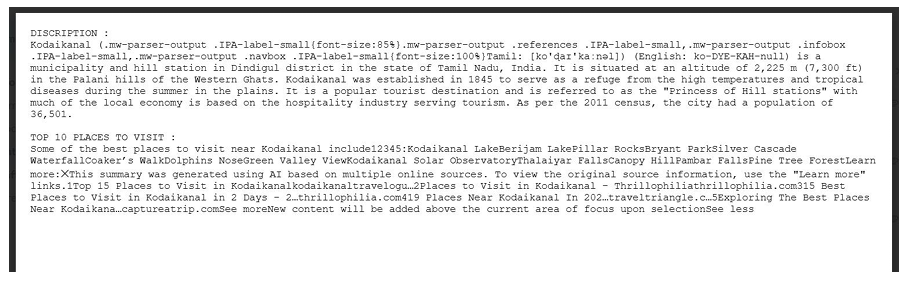 DISCRIPTION :
Kodaikanal (.mw-parser-output .IPA-label-small{font-size:85%}.mw-parser-output .references .IPA-label-small,.mw-parser-output .infobox
.IPA-label-small,.mw-parser-output .navbox .IPA-label-small{font-size:100%}Tamil: [koˈɖaɪˈkaːnəl]) (English: ko-DYE-KAH-null) is a
municipality and hill station in Dindigul district in the state of Tamil Nadu, India. It is situated at an altitude of 2,225 m (7,300 ft)
in the Palani hills of the Western Ghats. Kodaikanal was established in 1845 to serve as a refuge from the high temperatures and tropical
diseases during the summer in the plains. It is a popular tourist destination and is referred to as the "Princess of Hill stations" with
much of the local economy is based on the hospitality industry serving tourism. As per the 2011 census, the city had a population of
36,501.
TOP 10 PLACES TO VISIT :
Some of the best places to visit near Kodaikanal include12345:Kodaikanal LakeBerijam LakePillar RocksBryant ParkSilver Cascade
WaterfallCoaker’s WalkDolphins NoseGreen Valley ViewKodaikanal Solar ObservatoryThalaiyar FallsCanopy HillPambar FallsPine Tree ForestLearn
more:╳This summary was generated using AI based on multiple online sources. To view the original source information, use the "Learn more"
links.1Top 15 Places to Visit in Kodaikanalkodaikanaltravelogu…2Places to Visit in Kodaikanal - Thrillophiliathrillophilia.com315 Best
Places to Visit in Kodaikanal in 2 Days - 2…thrillophilia.com419 Places Near Kodaikanal In 202…traveltriangle.c…5Exploring The Best Places
Near Kodaikana…captureatrip.comSee moreNew content will be added above the current area of focus upon selectionSee less